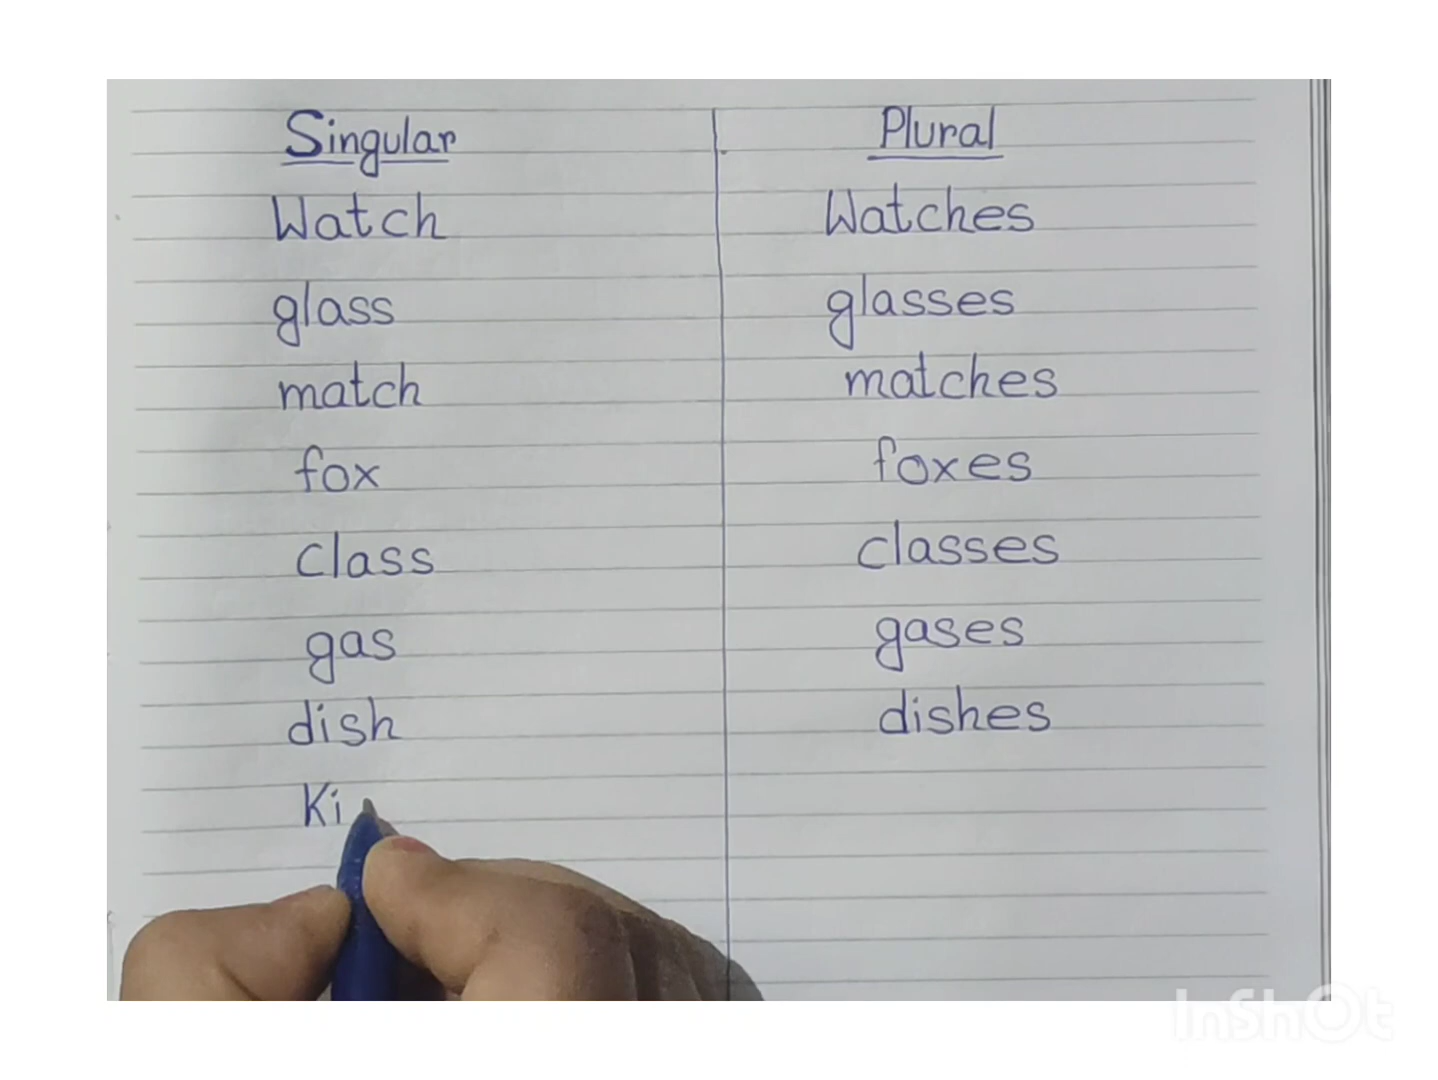 Singular Plural
Watch Watches
glass glasses
match matches
fox foxes
class classes
gas gases
dish dishes
Ki
InShOt